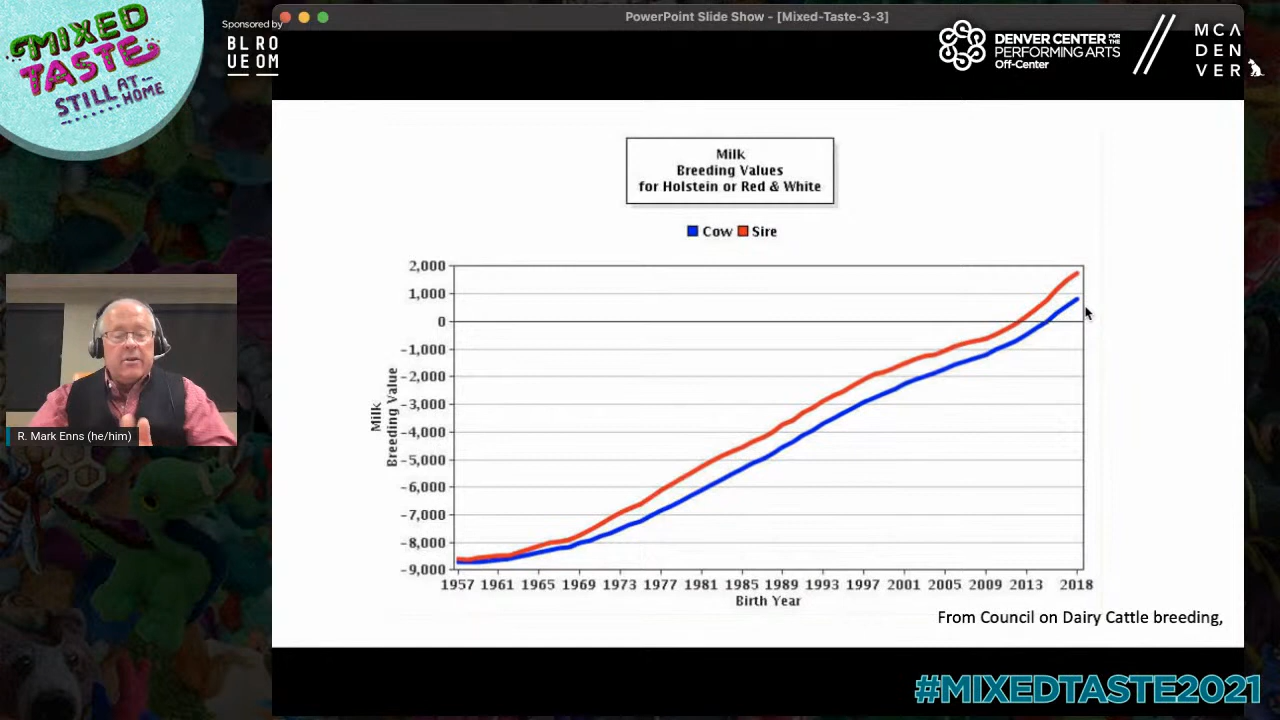 MIXED
TASTE
STILL AT
HOME
Sponsored by
BL RO
UE OM
PowerPoint Slide Show - [Mixed-Taste-3-3]
DENVER CENTER FOR THE
PERFORMING ARTS
Off-Center
MCA
DEN
VER
Milk
Breeding Values
for Holstein or Red & White
Cow Sire
2,000
1,000
0
-1,000
-2,000
-3,000
-4,000
-5,000
-6,000
-7,000
-8,000
-9,000
Milk
Breeding Value
1957 1961 1965 1969 1973 1977 1981 1985 1989 1993 1997 2001 2005 2009 2013 2018
Birth Year
From Council on Dairy Cattle breeding,
R. Mark Enns (he/him)
#MIXEDTASTE2021